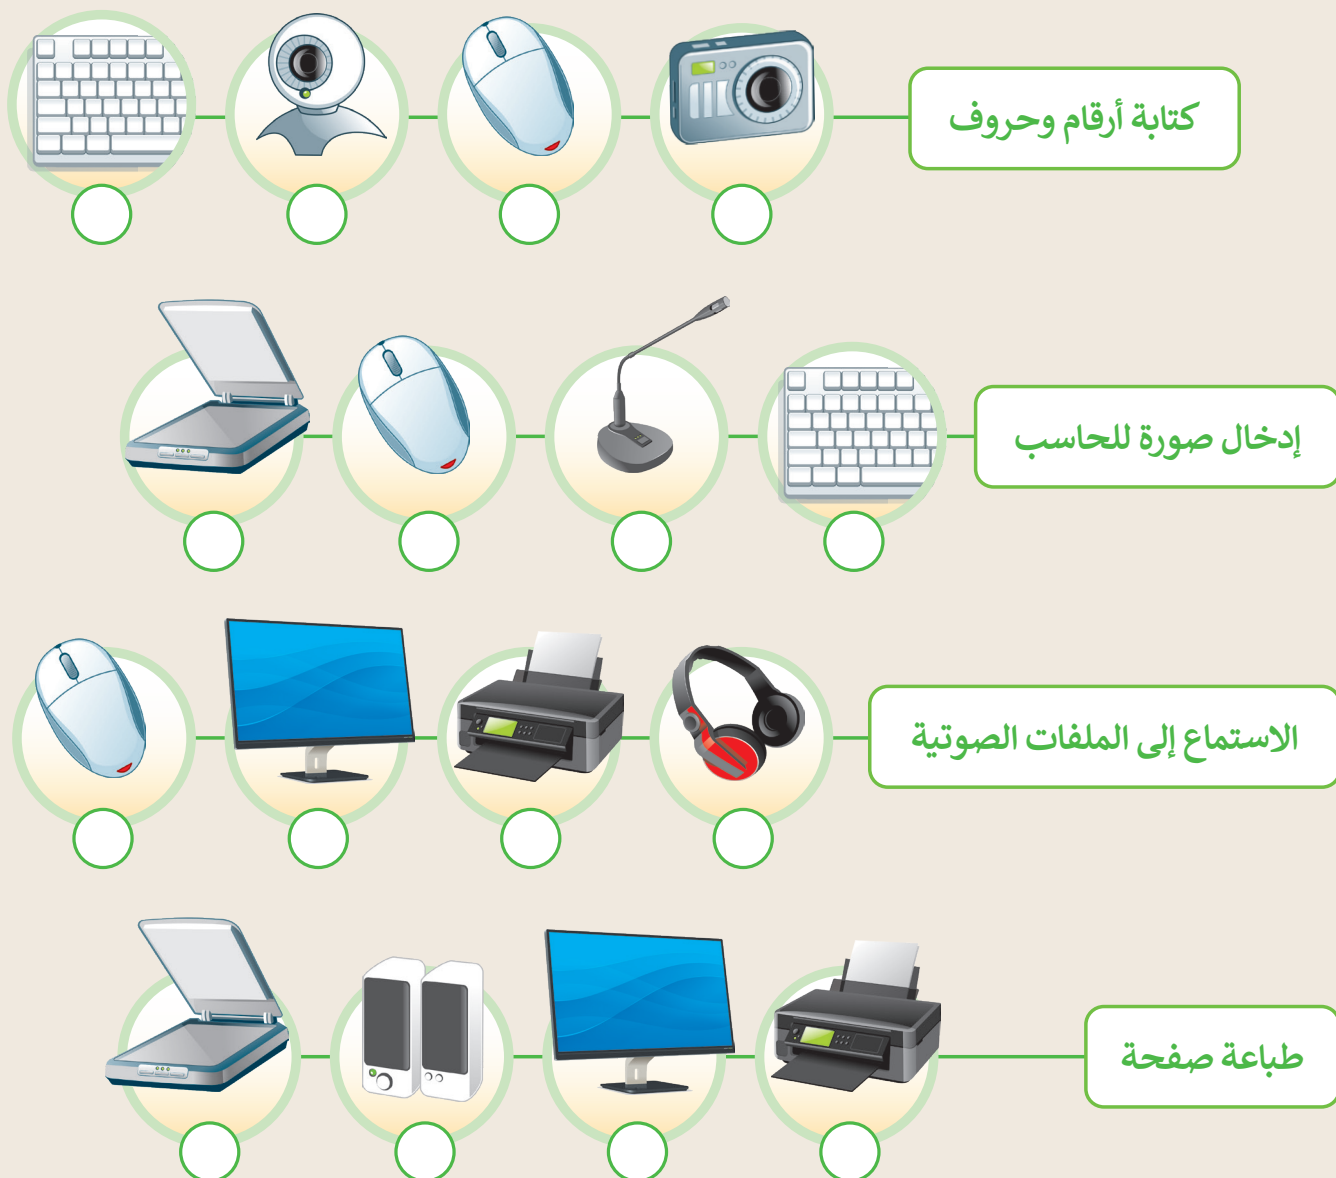 كتابة أرقام وحروف
إدخال صورة للحاسب
الاستماع إلى الملفات الصوتية
طباعة صفحة